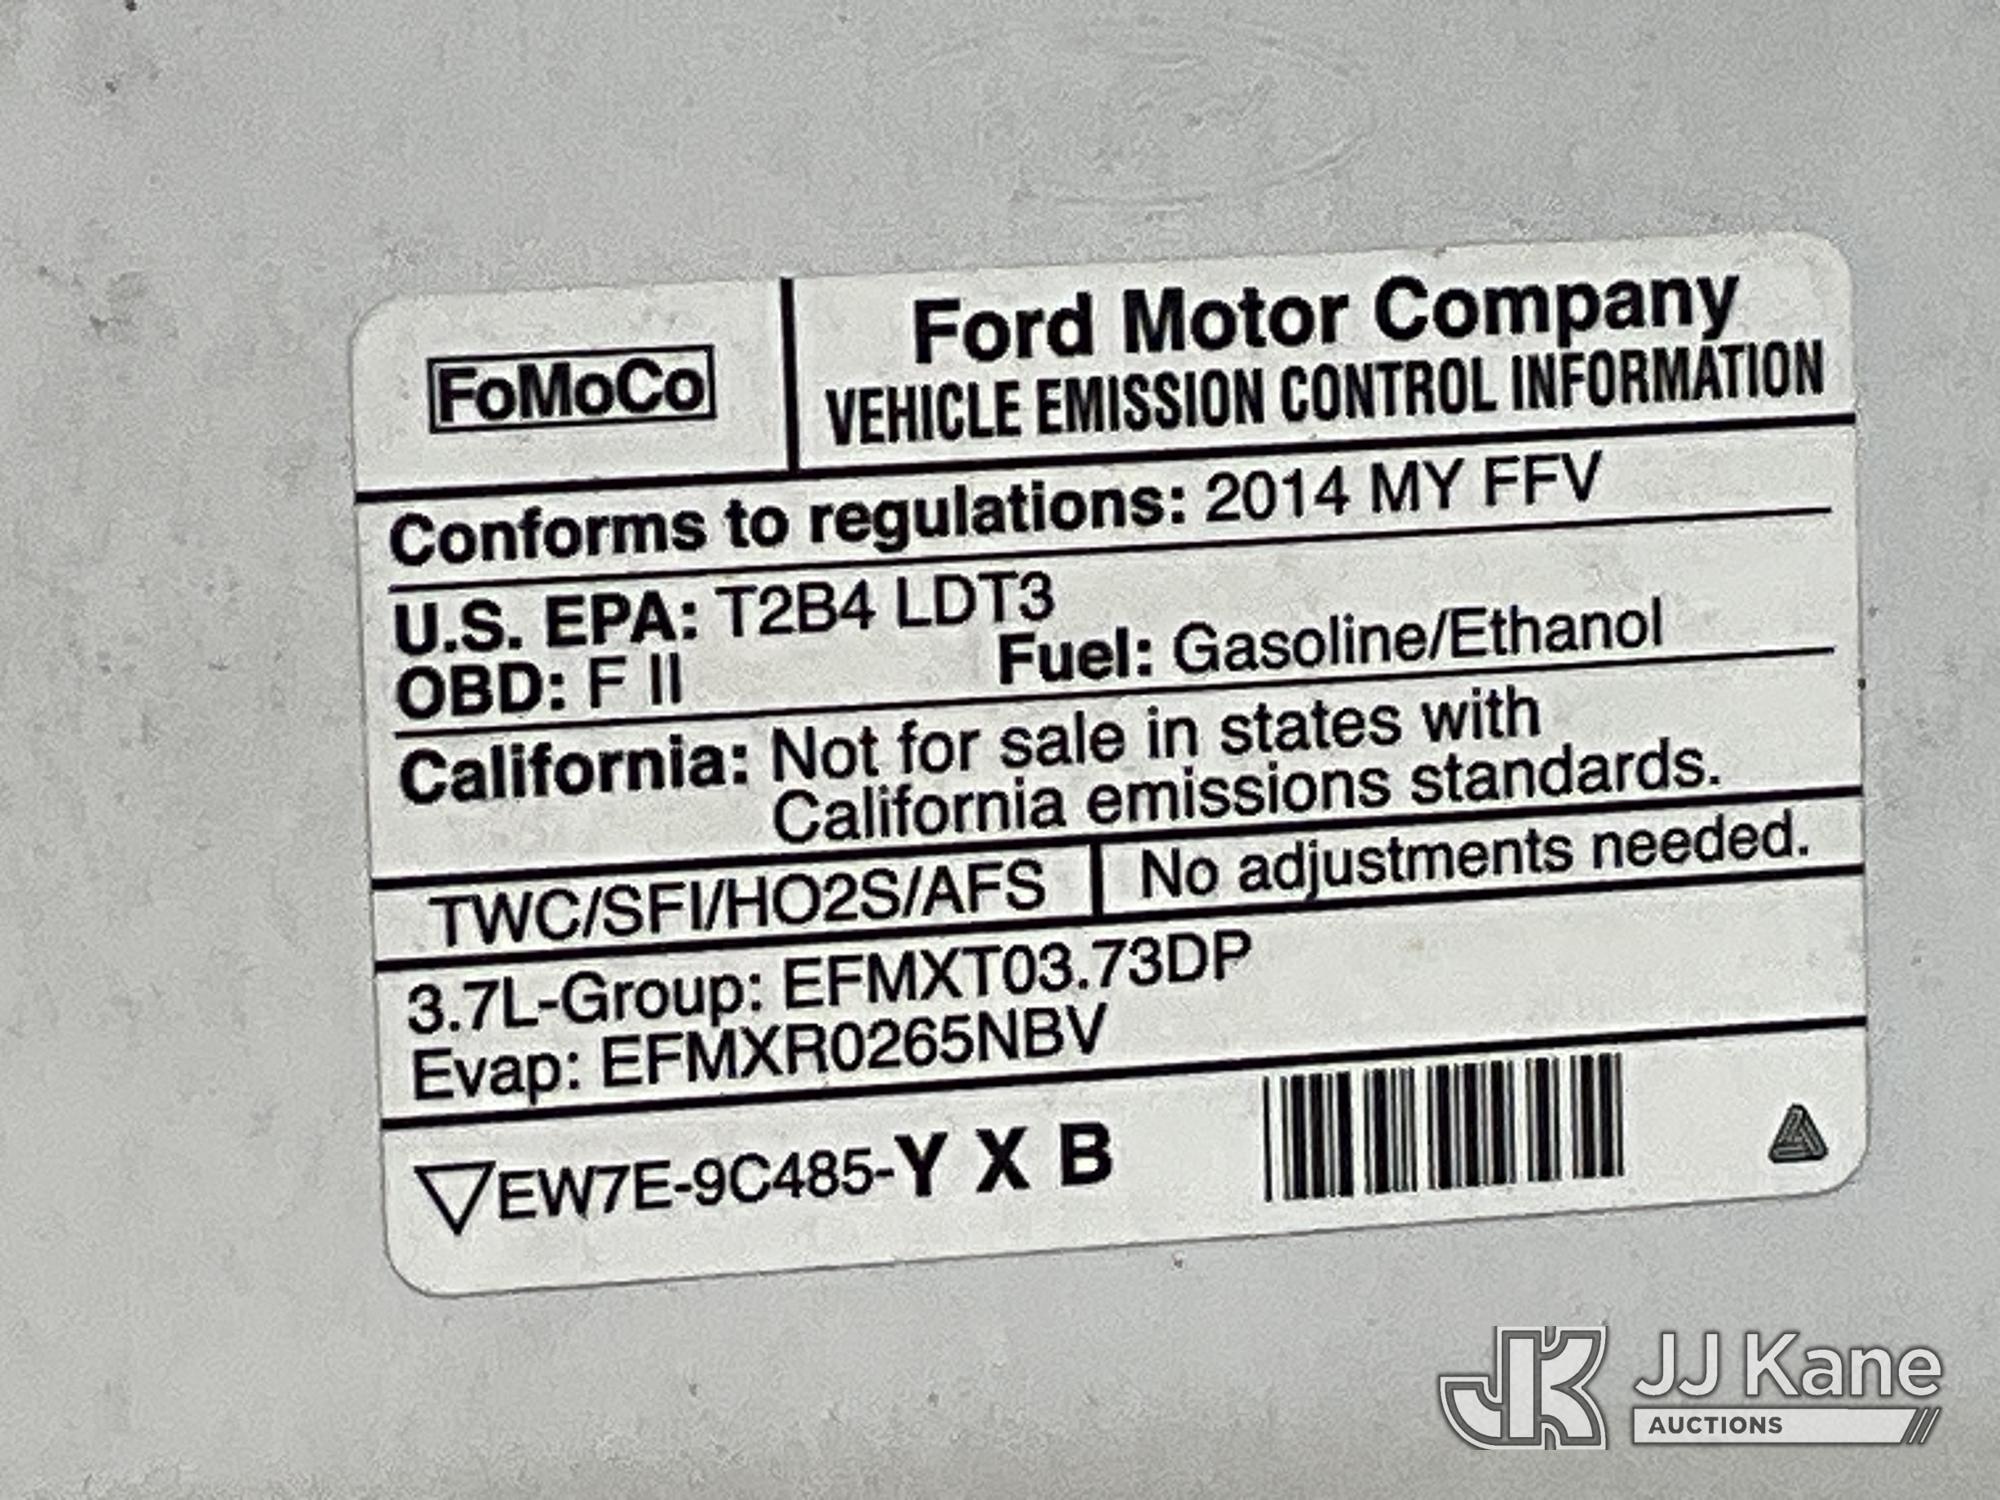 FoMoCo
Ford Motor Company
VEHICLE EMISSION CONTROL INFORMATION
Conforms to regulations: 2014 MY FFV
U.S. EPA: T2B4 LDT3
OBD: F II Fuel: Gasoline/Ethanol
California: Not for sale in states with
California emissions standards.
TWC/SFI/HO2S/AFS No adjustments needed.
3.7L-Group: EFMXT03.73DP
Evap: EFMXR0265NBV
EW7E-9C485-Y X B
JK JJ Kane
AUCTIONS